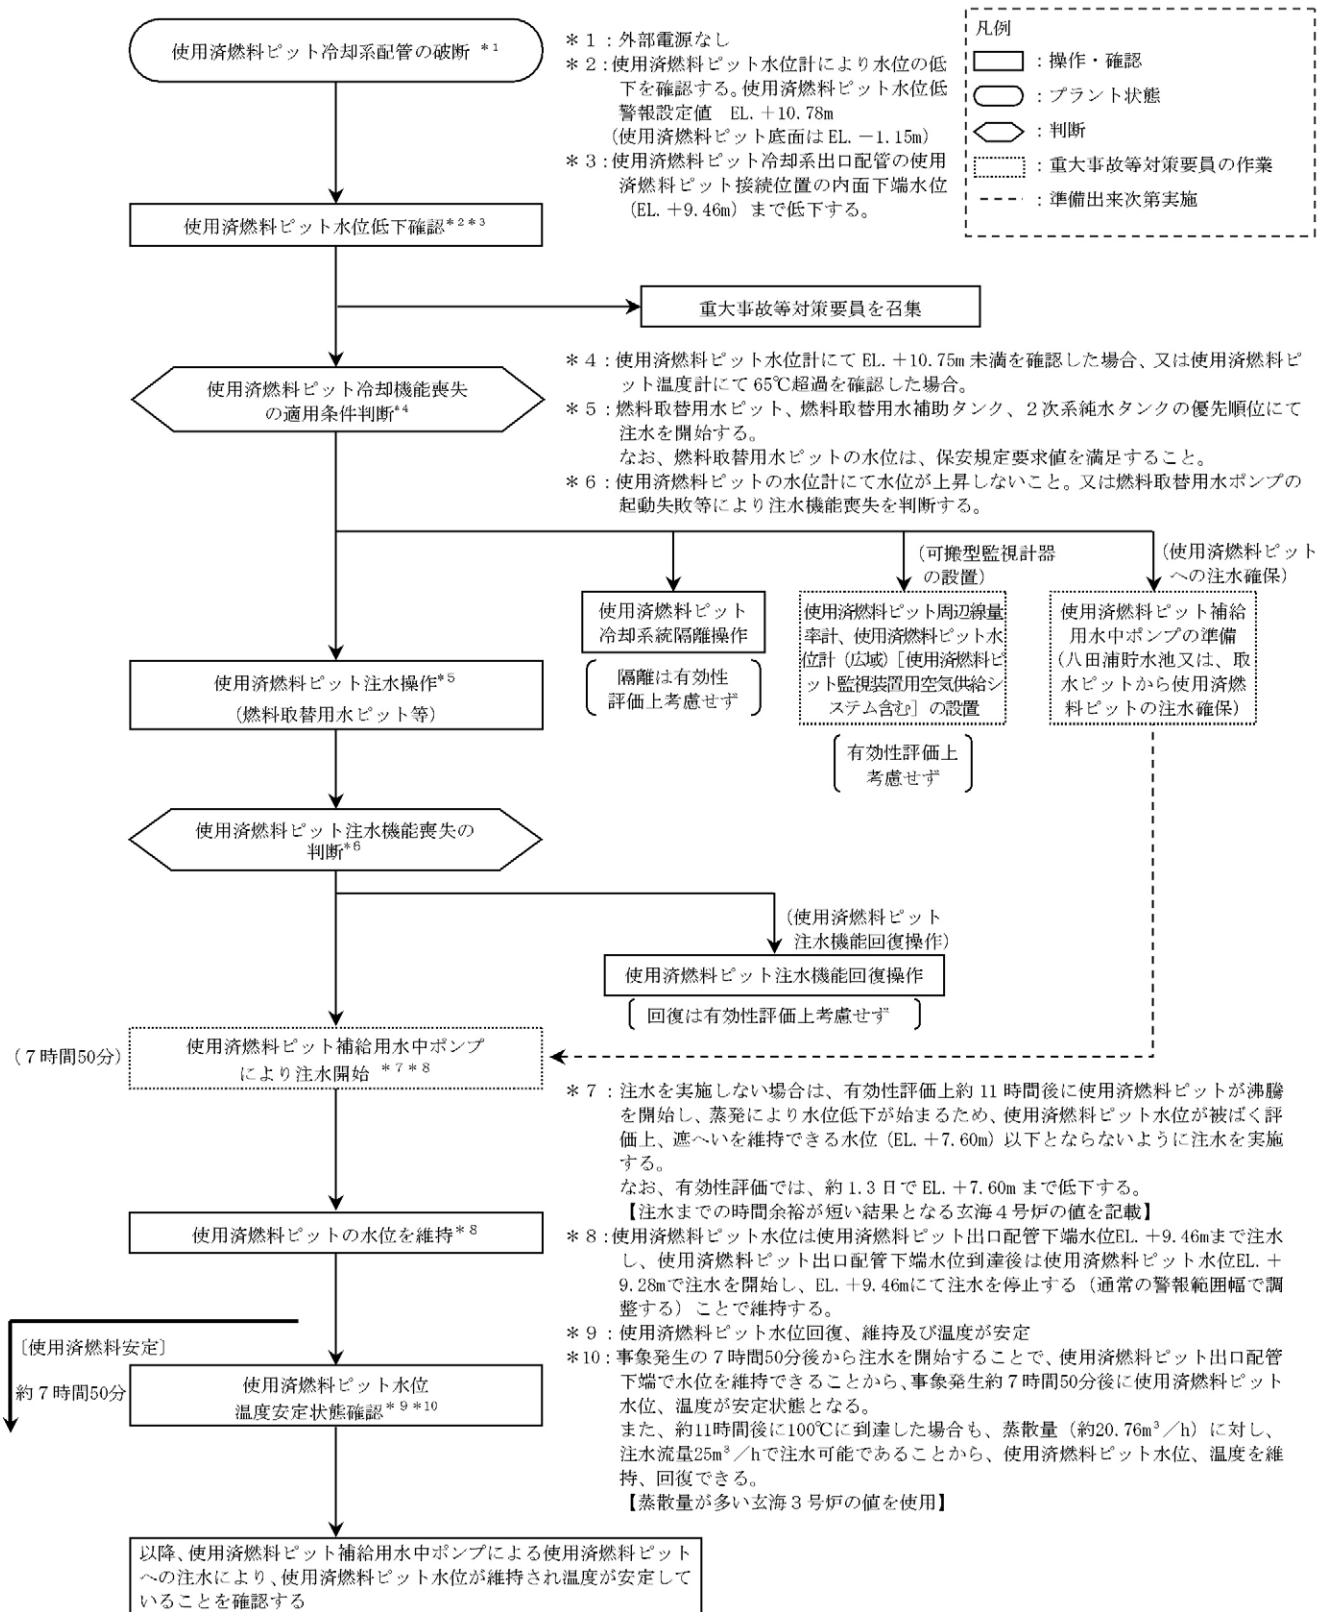 使用済燃料ピット冷却系配管の破断 *1
*1:外部電源なし
*2:使用済燃料ピット水位計により水位の低
下を確認する。使用済燃料ピット水位低
警報設定値 EL.+10.78m
(使用済燃料ピット底面は EL.-1.15m)
*3:使用済燃料ピット冷却系出口配管の使用
済燃料ピット接続位置の内面下端水位
(EL.+9.46m)まで低下する。
凡例
:操作・確認
:プラント状態
:判断
:重大事故等対策要員の作業
:準備出来次第実施
使用済燃料ピット水位低下確認*2*3
重大事故等対策要員を召集
使用済燃料ピット冷却機能喪失
の適用条件判断*4
*4:使用済燃料ピット水位計にて EL.+10.75m 未満を確認した場合、又は使用済燃料ピ
ット温度計にて 65℃超過を確認した場合。
*5:燃料取替用水ピット、燃料取替用水補助タンク、2次系純水タンクの優先順位にて
注水を開始する。
なお、燃料取替用水ピットの水位は、保安規定要求値を満足すること。
*6:使用済燃料ピットの水位計にて水位が上昇しないこと。又は燃料取替用水ポンプの
起動失敗等により注水機能喪失を判断する。
(可搬型監視計器
の設置)
(使用済燃料ピット
への注水確保)
使用済燃料ピット
冷却系統隔離操作
隔離は有効性
評価上考慮せず
使用済燃料ピット周辺線量
率計、使用済燃料ピット水
位計(広域)[使用済燃料ピ
ット監視装置用空気供給シ
ステム含む]の設置
有効性評価上
考慮せず
使用済燃料ピット補給
用水中ポンプの準備
(八田浦貯水池又は、取
水ピットから使用済燃
料ピットの注水確保)
使用済燃料ピット注水操作*5
(燃料取替用水ピット等)
使用済燃料ピット注水機能喪失の
判断*6
(使用済燃料ピット
注水機能回復操作)
使用済燃料ピット注水機能回復操作
回復は有効性評価上考慮せず
(7時間50分)
使用済燃料ピット補給用水中ポンプ
により注水開始 *7*8
*7:注水を実施しない場合は、有効性評価上約 11 時間後に使用済燃料ピットが沸騰
を開始し、蒸発により水位低下が始まるため、使用済燃料ピット水位が被ばく評
価上、遮へいを維持できる水位(EL.+7.60m)以下とならないように注水を実施
する。
なお、有効性評価では、約 1.3 日で EL.+7.60m まで低下する。
【注水までの時間余裕が短い結果となる玄海4号炉の値を記載】
使用済燃料ピットの水位を維持*8
*8:使用済燃料ピット水位は使用済燃料ピット出口配管下端水位EL.+9.46mまで注水
し、使用済燃料ピット出口配管下端水位到達後は使用済燃料ピット水位EL.+
9.28mで注水を開始し、EL.+9.46mにて注水を停止する(通常の警報範囲幅で調
整する)ことで維持する。
*9:使用済燃料ピット水位回復、維持及び温度が安定
*10:事象発生の7時間50分後から注水を開始することで、使用済燃料ピット出口配管
下端で水位を維持できることから、事象発生約7時間50分後に使用済燃料ピット
水位、温度が安定状態となる。
また、約11時間後に100℃に到達した場合も、蒸散量(約20.76m³/h)に対し、
注水流量25m³/hで注水可能であることから、使用済燃料ピット水位、温度を維
持、回復できる。
【蒸散量が多い玄海3号炉の値を使用】
〔使用済燃料安定〕
約7時間50分
使用済燃料ピット水位
温度安定状態確認*9*10
以降、使用済燃料ピット補給用水中ポンプによる使用済燃料ピット
への注水により、使用済燃料ピット水位が維持され温度が安定して
いることを確認する